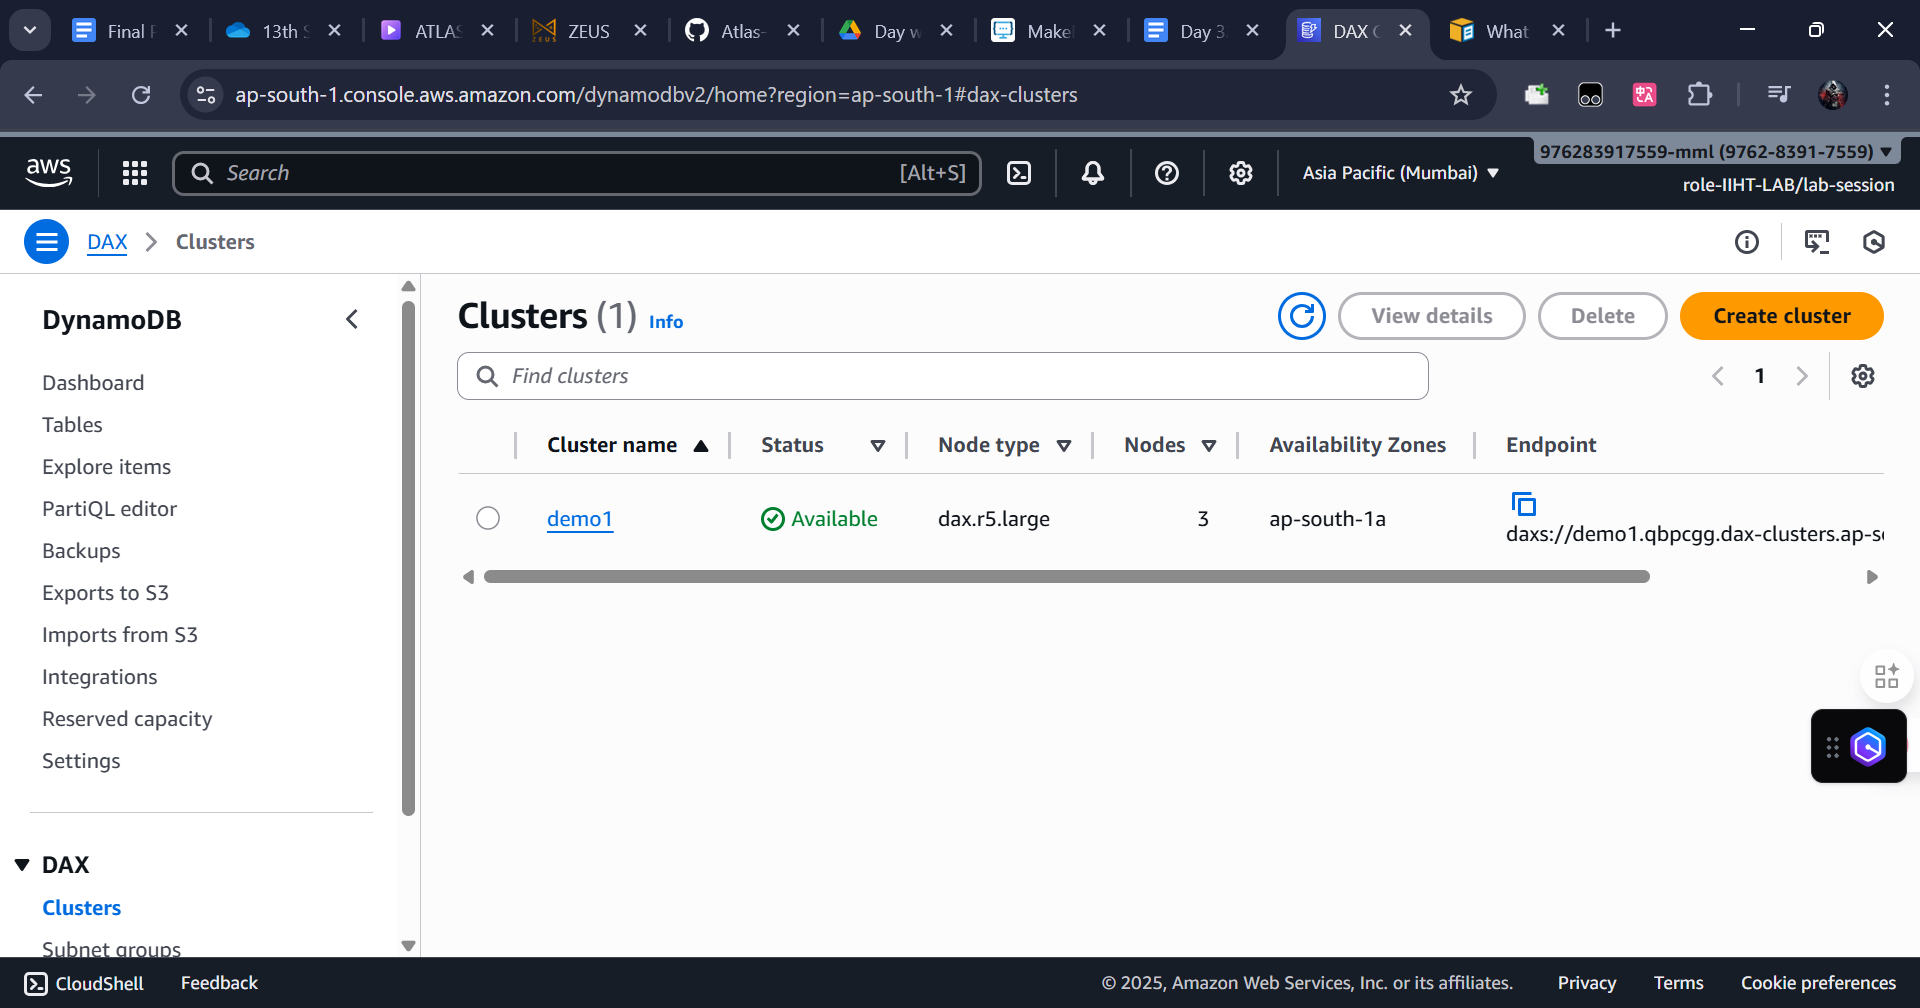 Final
13th
ATLAS
ZEUS
Atlas-
Day w
Make
Day 3
DAX
What
ap-south-1.console.aws.amazon.com/dynamodbv2/home?region=ap-south-1#dax-clusters
aws
Search
[Alt+S]
Asia Pacific (Mumbai)
976283917559-mml (9762-8391-7559)
role-IIHT-LAB/lab-session
DAX
Clusters
DynamoDB
Dashboard
Tables
Explore items
PartiQL editor
Backups
Exports to S3
Imports from S3
Integrations
Reserved capacity
Settings
DAX
Clusters
Subnet groups
Clusters (1) Info
View details
Delete
Create cluster
Find clusters
1
Cluster name Status Node type Nodes Availability Zones Endpoint
demo1 Available dax.r5.large 3 ap-south-1a daxs://demo1.qbpcgg.dax-clusters.ap-s
CloudShell
Feedback
© 2025, Amazon Web Services, Inc. or its affiliates.
Privacy
Terms
Cookie preferences